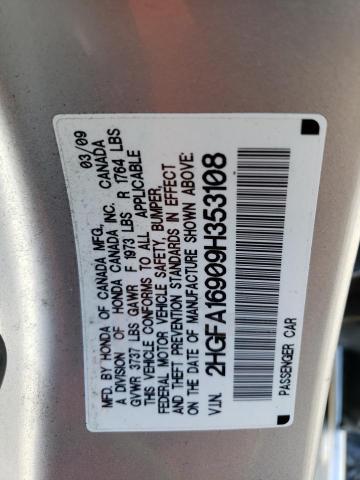 MFD. BY HONDA OF CANADA MFG., 03/09
A DIVISION OF HONDA CANADA INC. CANADA
GVWR 3737 LBS GAWR F 1973 LBS R 1764 LBS
THIS VEHICLE CONFORMS TO ALL APPLICABLE
FEDERAL MOTOR VEHICLE SAFETY, BUMPER,
AND THEFT PREVENTION STANDARDS IN EFFECT
ON THE DATE OF MANUFACTURE SHOWN ABOVE.
V.I.N. 2HGFA16909H353108
PASSENGER CAR